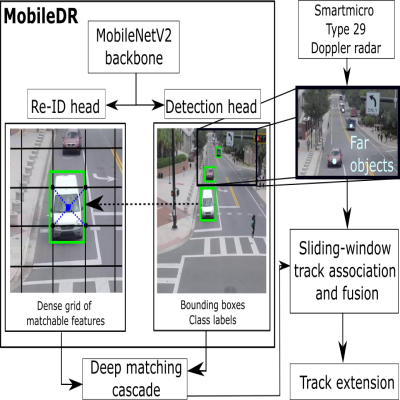 MobileDR
MobileNetV2
backbone
Smartmicro
Type 29
Doppler radar
Re-ID head
Detection head
Far
objects
Dense grid of
matchable features
Bounding boxes
Class labels
Sliding-window
track association
and fusion
Deep matching
cascade
Track extension